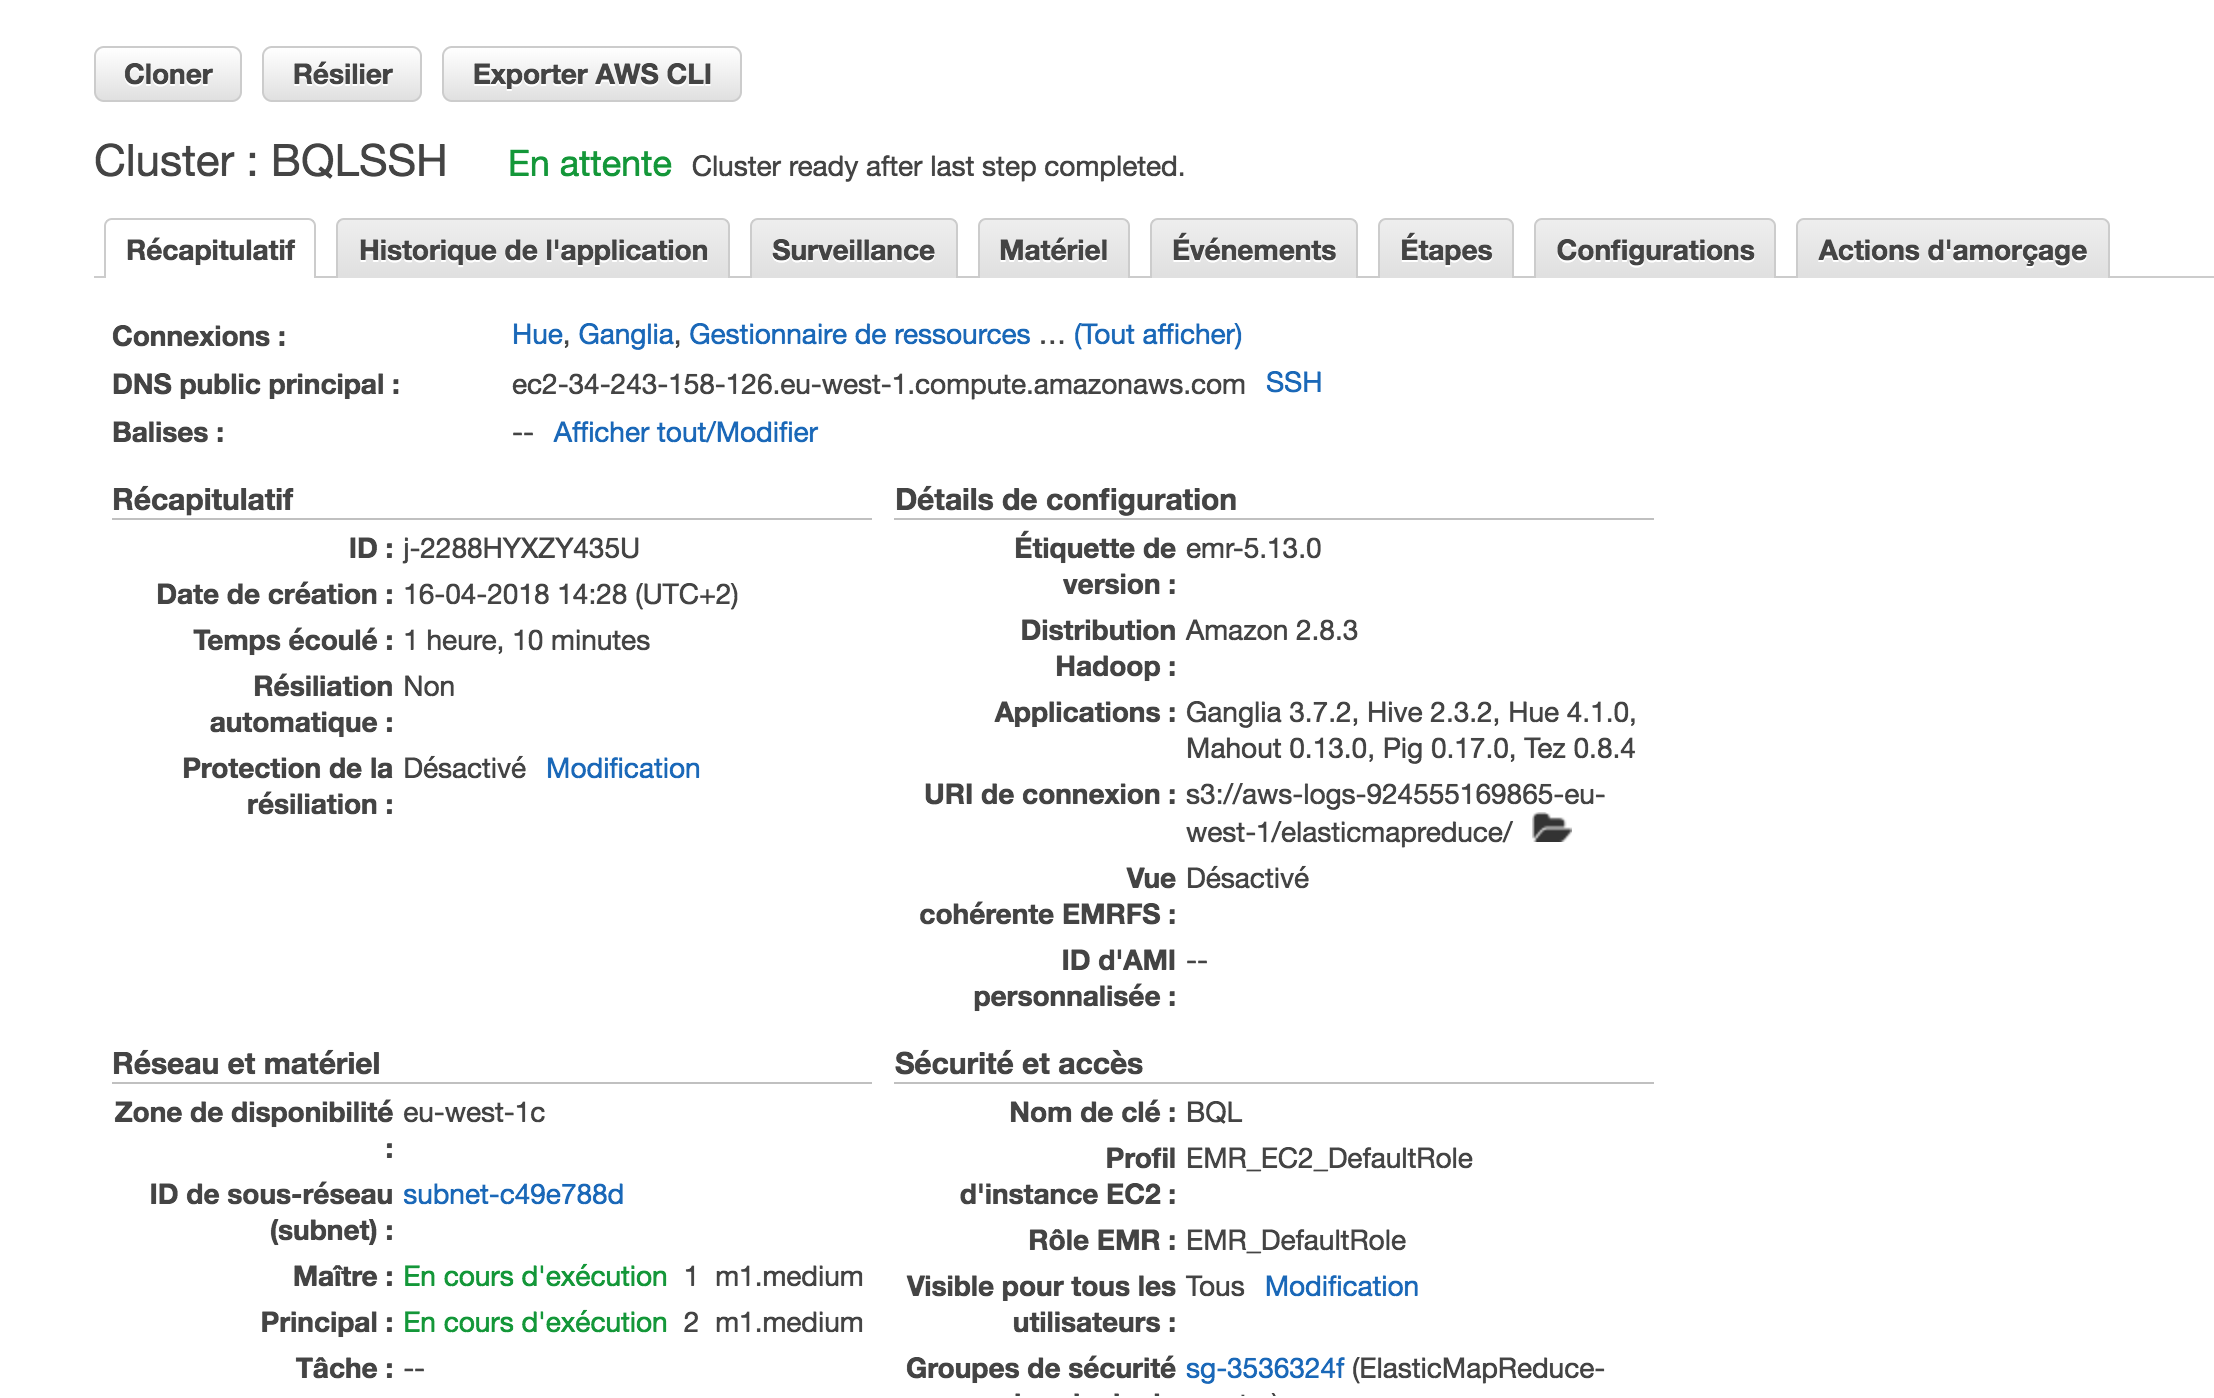 Cloner Résilier Exporter AWS CLI
Cluster : BQLSSH En attente Cluster ready after last step completed.
Récapitulatif Historique de l'application Surveillance Matériel Événements Étapes Configurations Actions d'amorçage
Connexions : Hue, Ganglia, Gestionnaire de ressources … (Tout afficher)
DNS public principal : ec2-34-243-158-126.eu-west-1.compute.amazonaws.com SSH
Balises : -- Afficher tout/Modifier
Récapitulatif
ID : j-2288HYXZY435U
Date de création : 16-04-2018 14:28 (UTC+2)
Temps écoulé : 1 heure, 10 minutes
Résiliation Non
automatique :
Protection de la Désactivé Modification
résiliation :
Détails de configuration
Étiquette de emr-5.13.0
version :
Distribution Amazon 2.8.3
Hadoop :
Applications : Ganglia 3.7.2, Hive 2.3.2, Hue 4.1.0,
Mahout 0.13.0, Pig 0.17.0, Tez 0.8.4
URI de connexion : s3://aws-logs-924555169865-eu-
west-1/elasticmapreduce/
Vue Désactivé
cohérente EMRFS :
ID d'AMI --
personnalisée :
Réseau et matériel
Zone de disponibilité eu-west-1c
:
ID de sous-réseau subnet-c49e788d
(subnet) :
Maître : En cours d'exécution 1 m1.medium
Principal : En cours d'exécution 2 m1.medium
Tâche : --
Sécurité et accès
Nom de clé : BQL
Profil EMR_EC2_DefaultRole
d'instance EC2 :
Rôle EMR : EMR_DefaultRole
Visible pour tous les Tous Modification
utilisateurs :
Groupes de sécurité sg-3536324f (ElasticMapReduce-